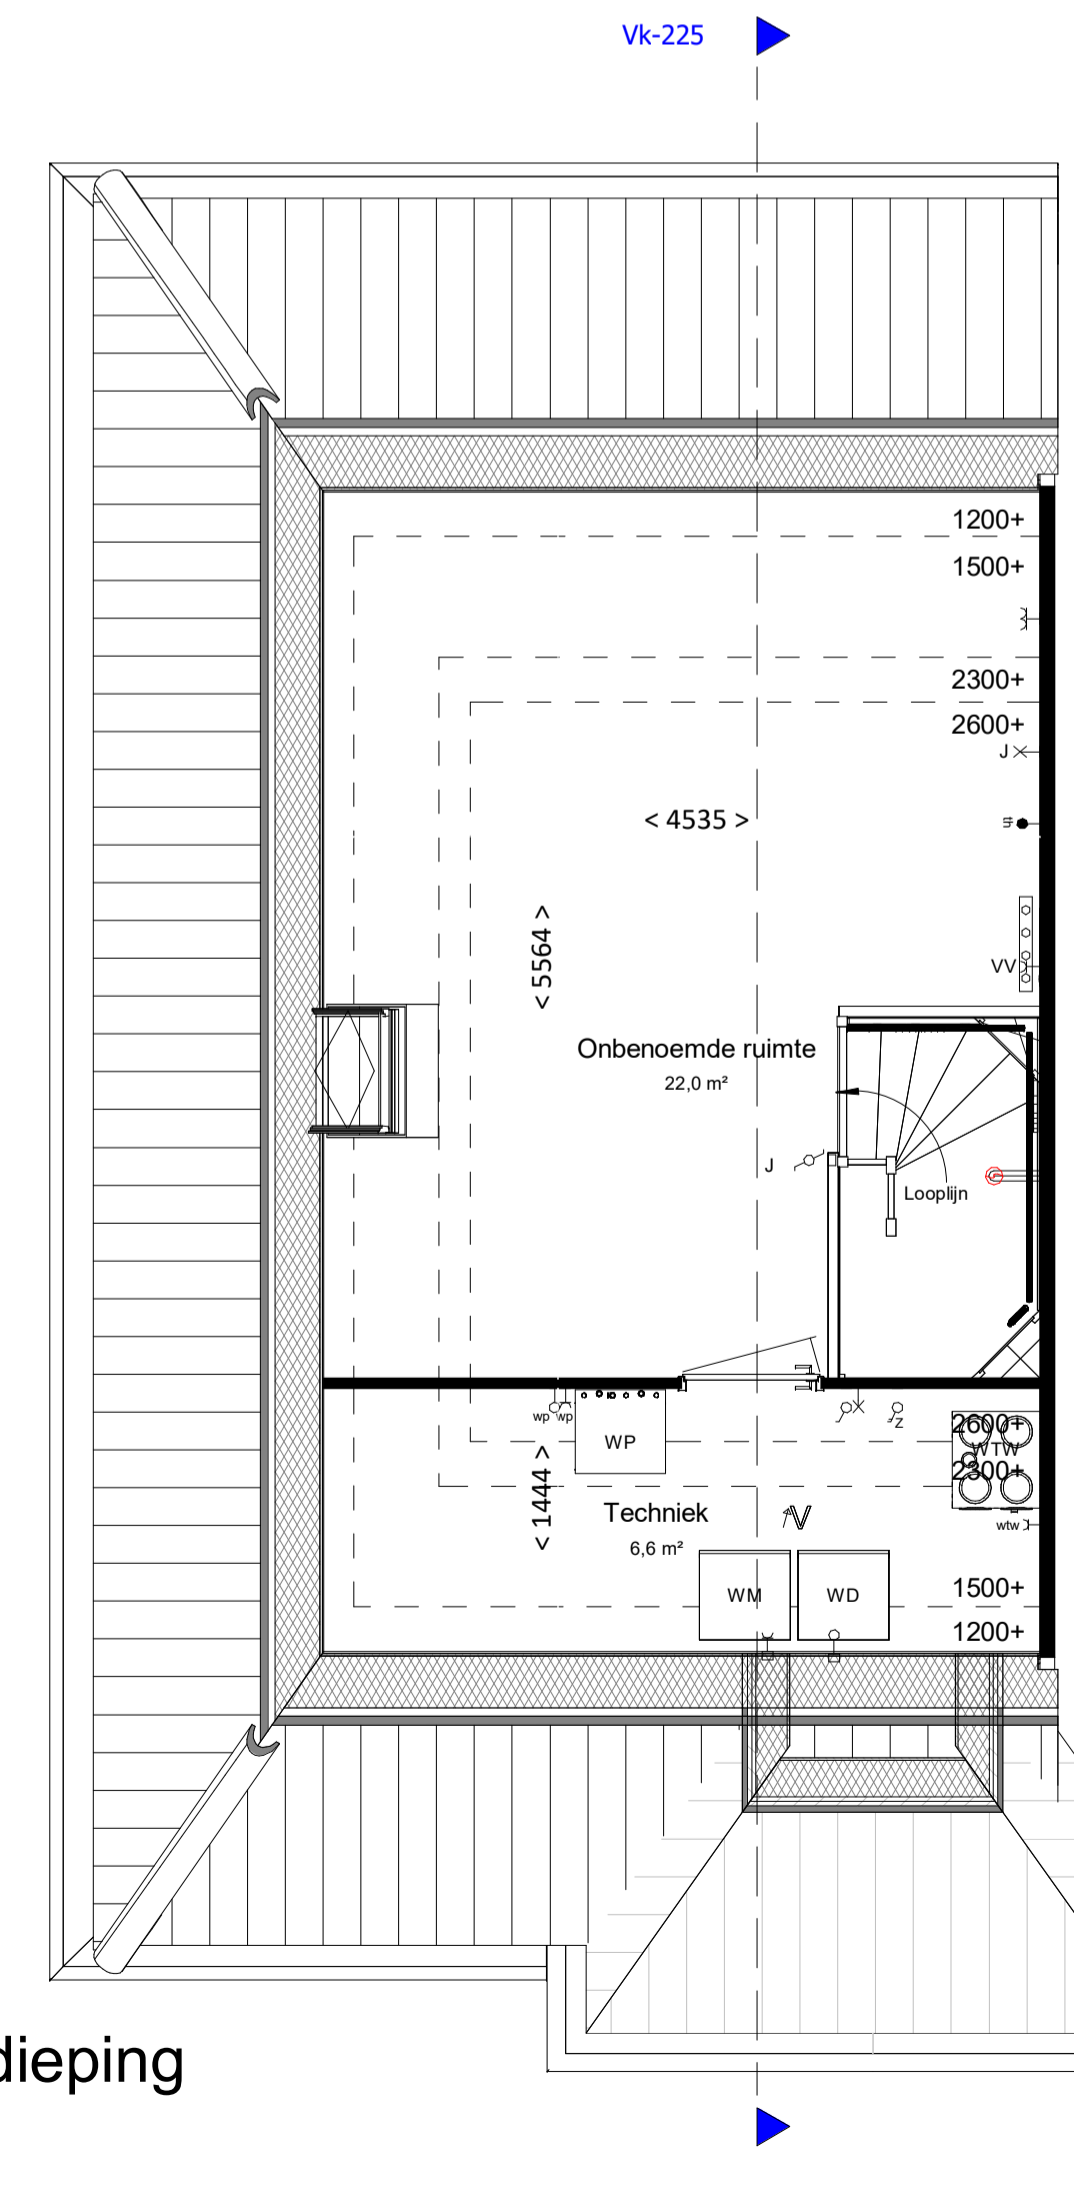 Vk-225
1200+
1500+
2300+
2600+
J
< 4535 >
< 5564 >
VV
Onbenoemde ruimte
22,0 m²
J
Looplijn
wp wp
WP
Z
2600+
WTW
2300+
< 1444 >
Techniek
6,6 m²
V
wtw
WM
WD
1500+
1200+
dieping